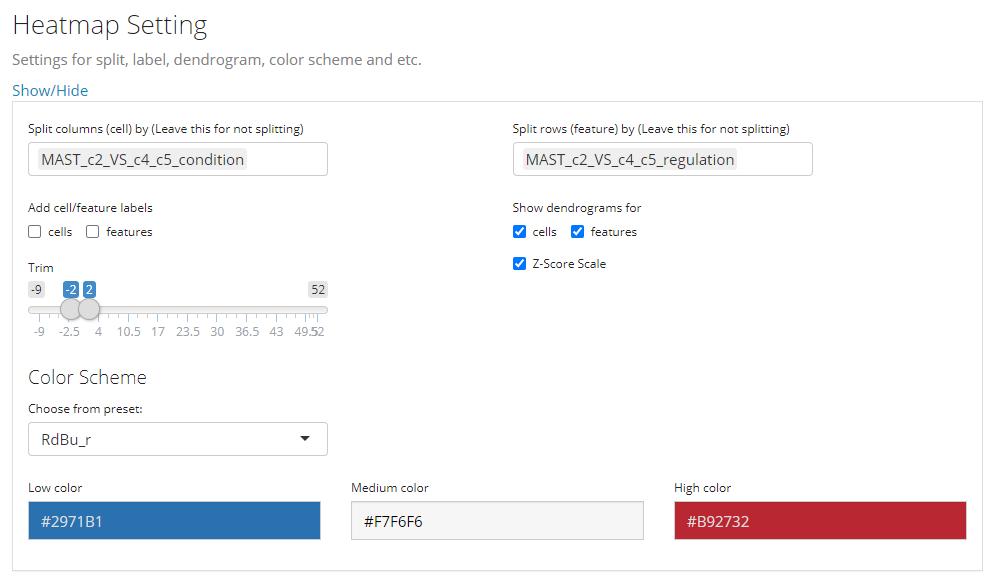 Heatmap Setting
Settings for split, label, dendrogram, color scheme and etc.
Show/Hide
Split columns (cell) by (Leave this for not splitting)
Split rows (feature) by (Leave this for not splitting)
MAST_c2_VS_c4_c5_condition
MAST_c2_VS_c4_c5_regulation
Add cell/feature labels
Show dendrograms for
cells features
cells features
Trim
Z-Score Scale
-9 -2 2 52
-9 -2.5 4 10.5 17 23.5 30 36.5 43 49.5 52
Color Scheme
Choose from preset:
RdBu_r
Low color
Medium color
High color
#2971B1
#F7F6F6
#B92732